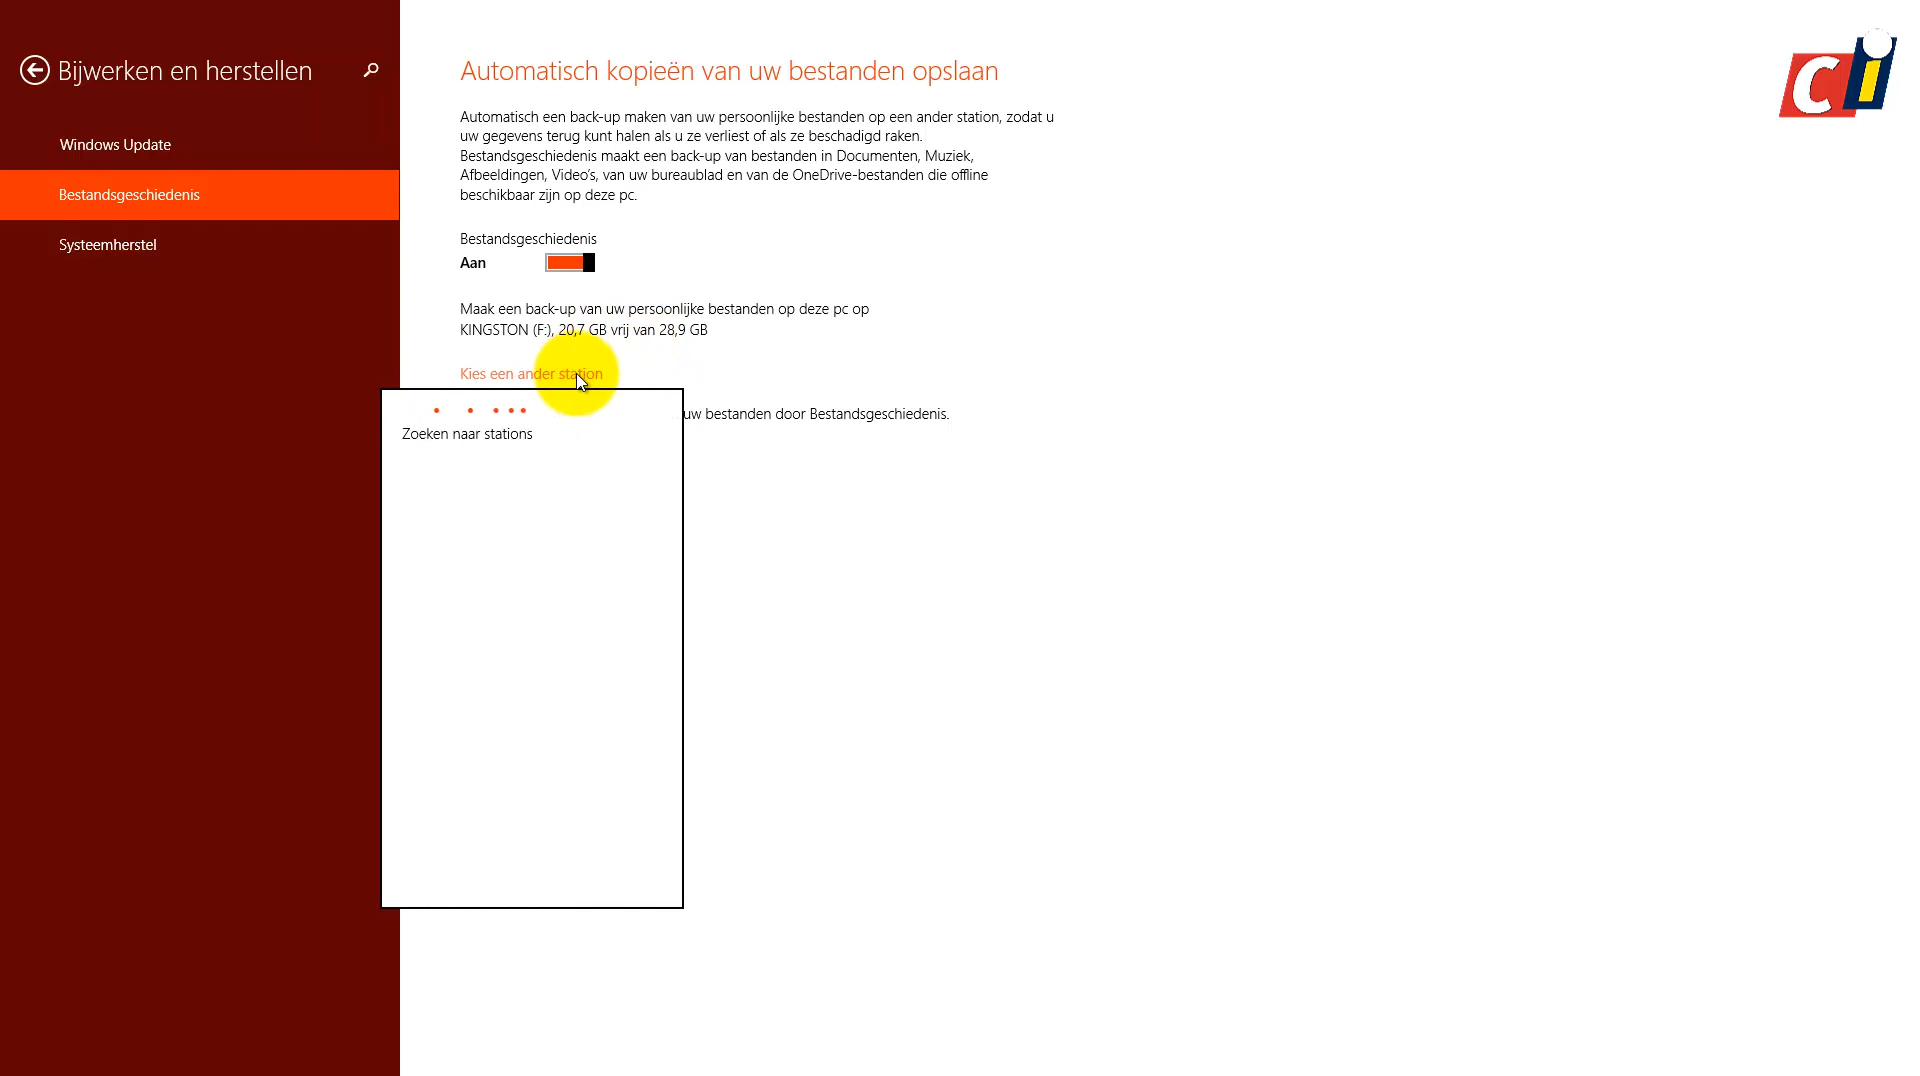 Bijwerken en herstellen
Windows Update
Bestandsgeschiedenis
Systeemherstel
Automatisch kopieën van uw bestanden opslaan
Automatisch een back-up maken van uw persoonlijke bestanden op een ander station, zodat u
uw gegevens terug kunt halen als u ze verliest of als ze beschadigd raken.
Bestandsgeschiedenis maakt een back-up van bestanden in Documenten, Muziek,
Afbeeldingen, Video's, van uw bureaublad en van de OneDrive-bestanden die offline
beschikbaar zijn op deze pc.
Bestandsgeschiedenis
Aan
Maak een back-up van uw persoonlijke bestanden op deze pc op
KINGSTON (F:), 20,7 GB vrij van 28,9 GB
Kies een ander station
uw bestanden door Bestandsgeschiedenis.
Zoeken naar stations
Ci